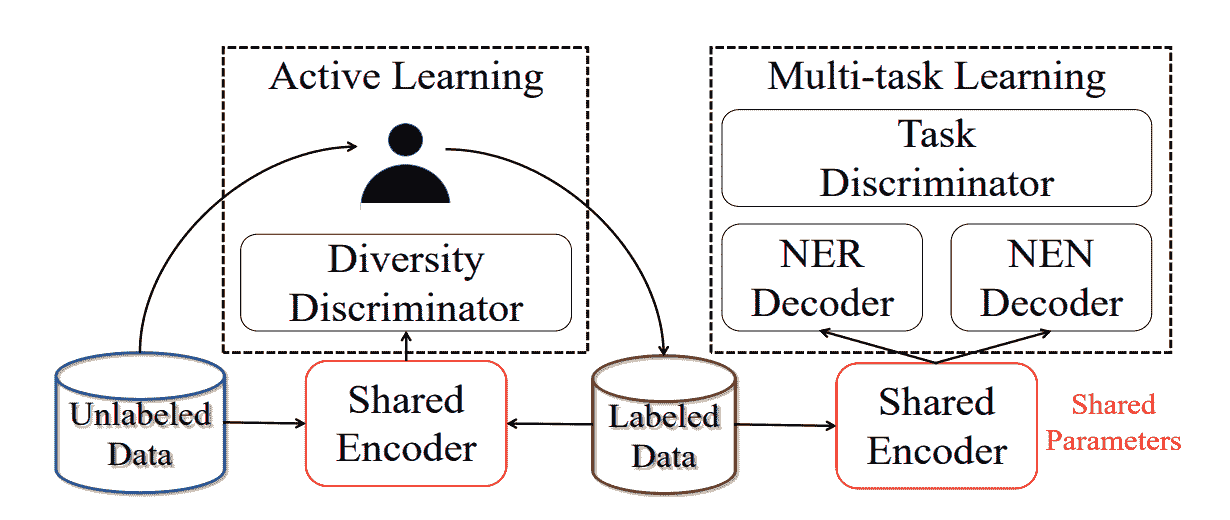 Active Learning
Diversity
Discriminator
Unlabeled
Data
Shared
Encoder
Labeled
Data
Multi-task Learning
Task
Discriminator
NER
Decoder
NEN
Decoder
Shared
Encoder
Shared
Parameters